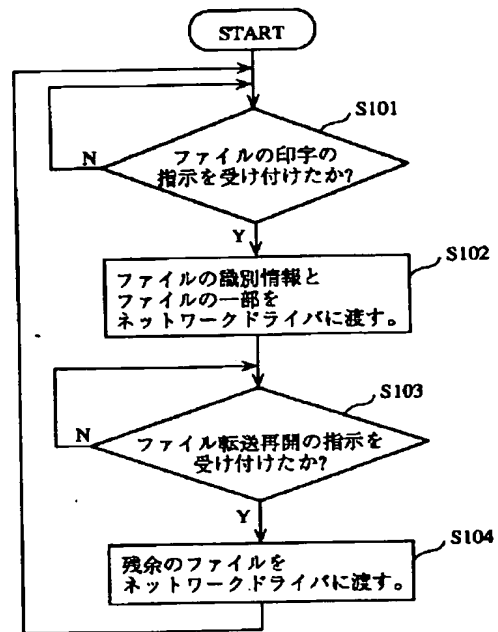 START
S101
ファイルの印字の
指示を受け付けたか?
N
Y
S102
ファイルの識別情報と
ファイルの一部を
ネットワークドライバに渡す。
S103
ファイル転送再開の指示を
受け付けたか?
N
Y
S104
残余のファイルを
ネットワークドライバに渡す。